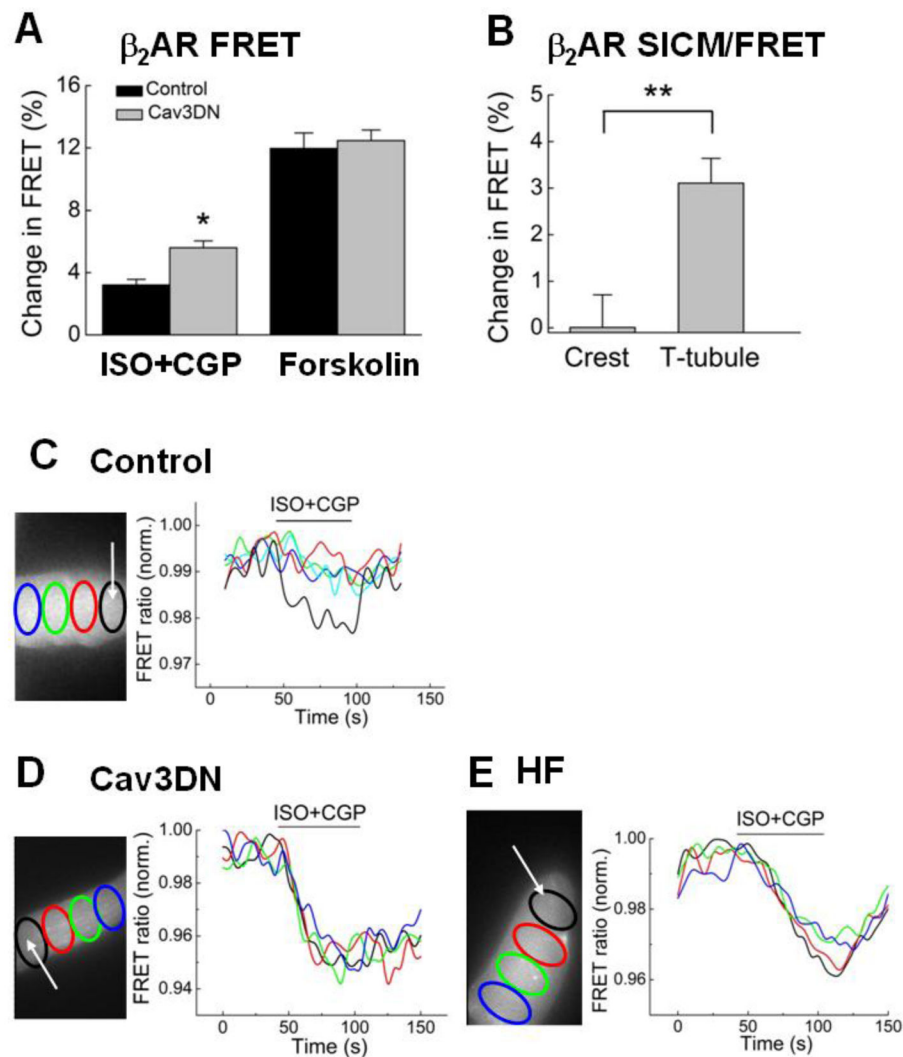 A
β₂AR FRET
16
12
8
4
0
Change in FRET (%)
Control
Cav3DN
*
ISO+CGP
Forskolin
B
β₂AR SICM/FRET
5
4
3
2
1
0
Change in FRET (%)
**
Crest
T-tubule
C
Control
ISO+CGP
1.00
0.99
0.98
0.97
FRET ratio (norm.)
0
50
100
150
Time (s)
D
Cav3DN
ISO+CGP
1.00
0.98
0.96
0.94
FRET ratio (norm.)
0
50
100
150
Time (s)
E
HF
ISO+CGP
1.00
0.98
0.96
FRET ratio (norm.)
0
50
100
150
Time (s)